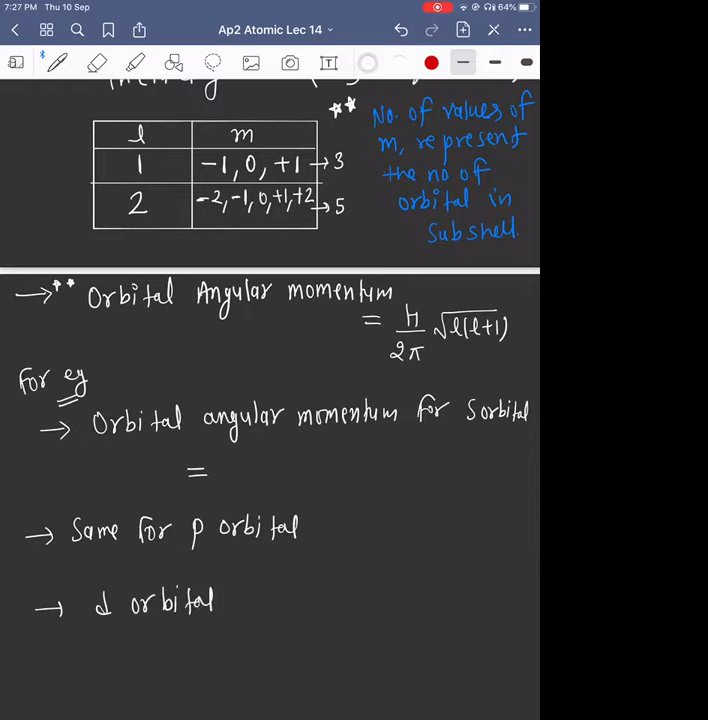 7:27 PM Thu 10 Sep
64%
Ap2 Atomic Lec 14
T
l m
1 -1, 0, +1 → 3
2 -2, -1, 0, +1, +2 → 5
** No. of values of
m, represent
the no of
orbital in
Subshell.
→ ** Orbital Angular momentum
= h/2π √l(l+1)
For eg
→ Orbital angular momentum for s orbital
=
→ Same for p orbital
→ d orbital